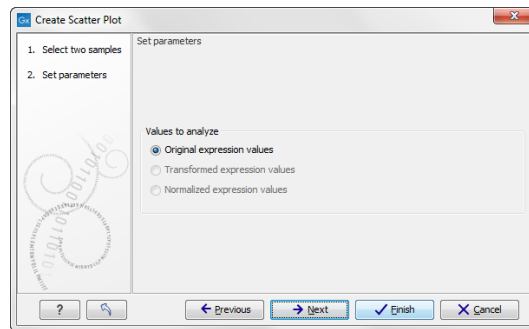 Gx Create Scatter Plot
1. Select two samples
2. Set parameters
Set parameters
Values to analyze
Original expression values
Transformed expression values
Normalized expression values
? Previous Next Finish Cancel